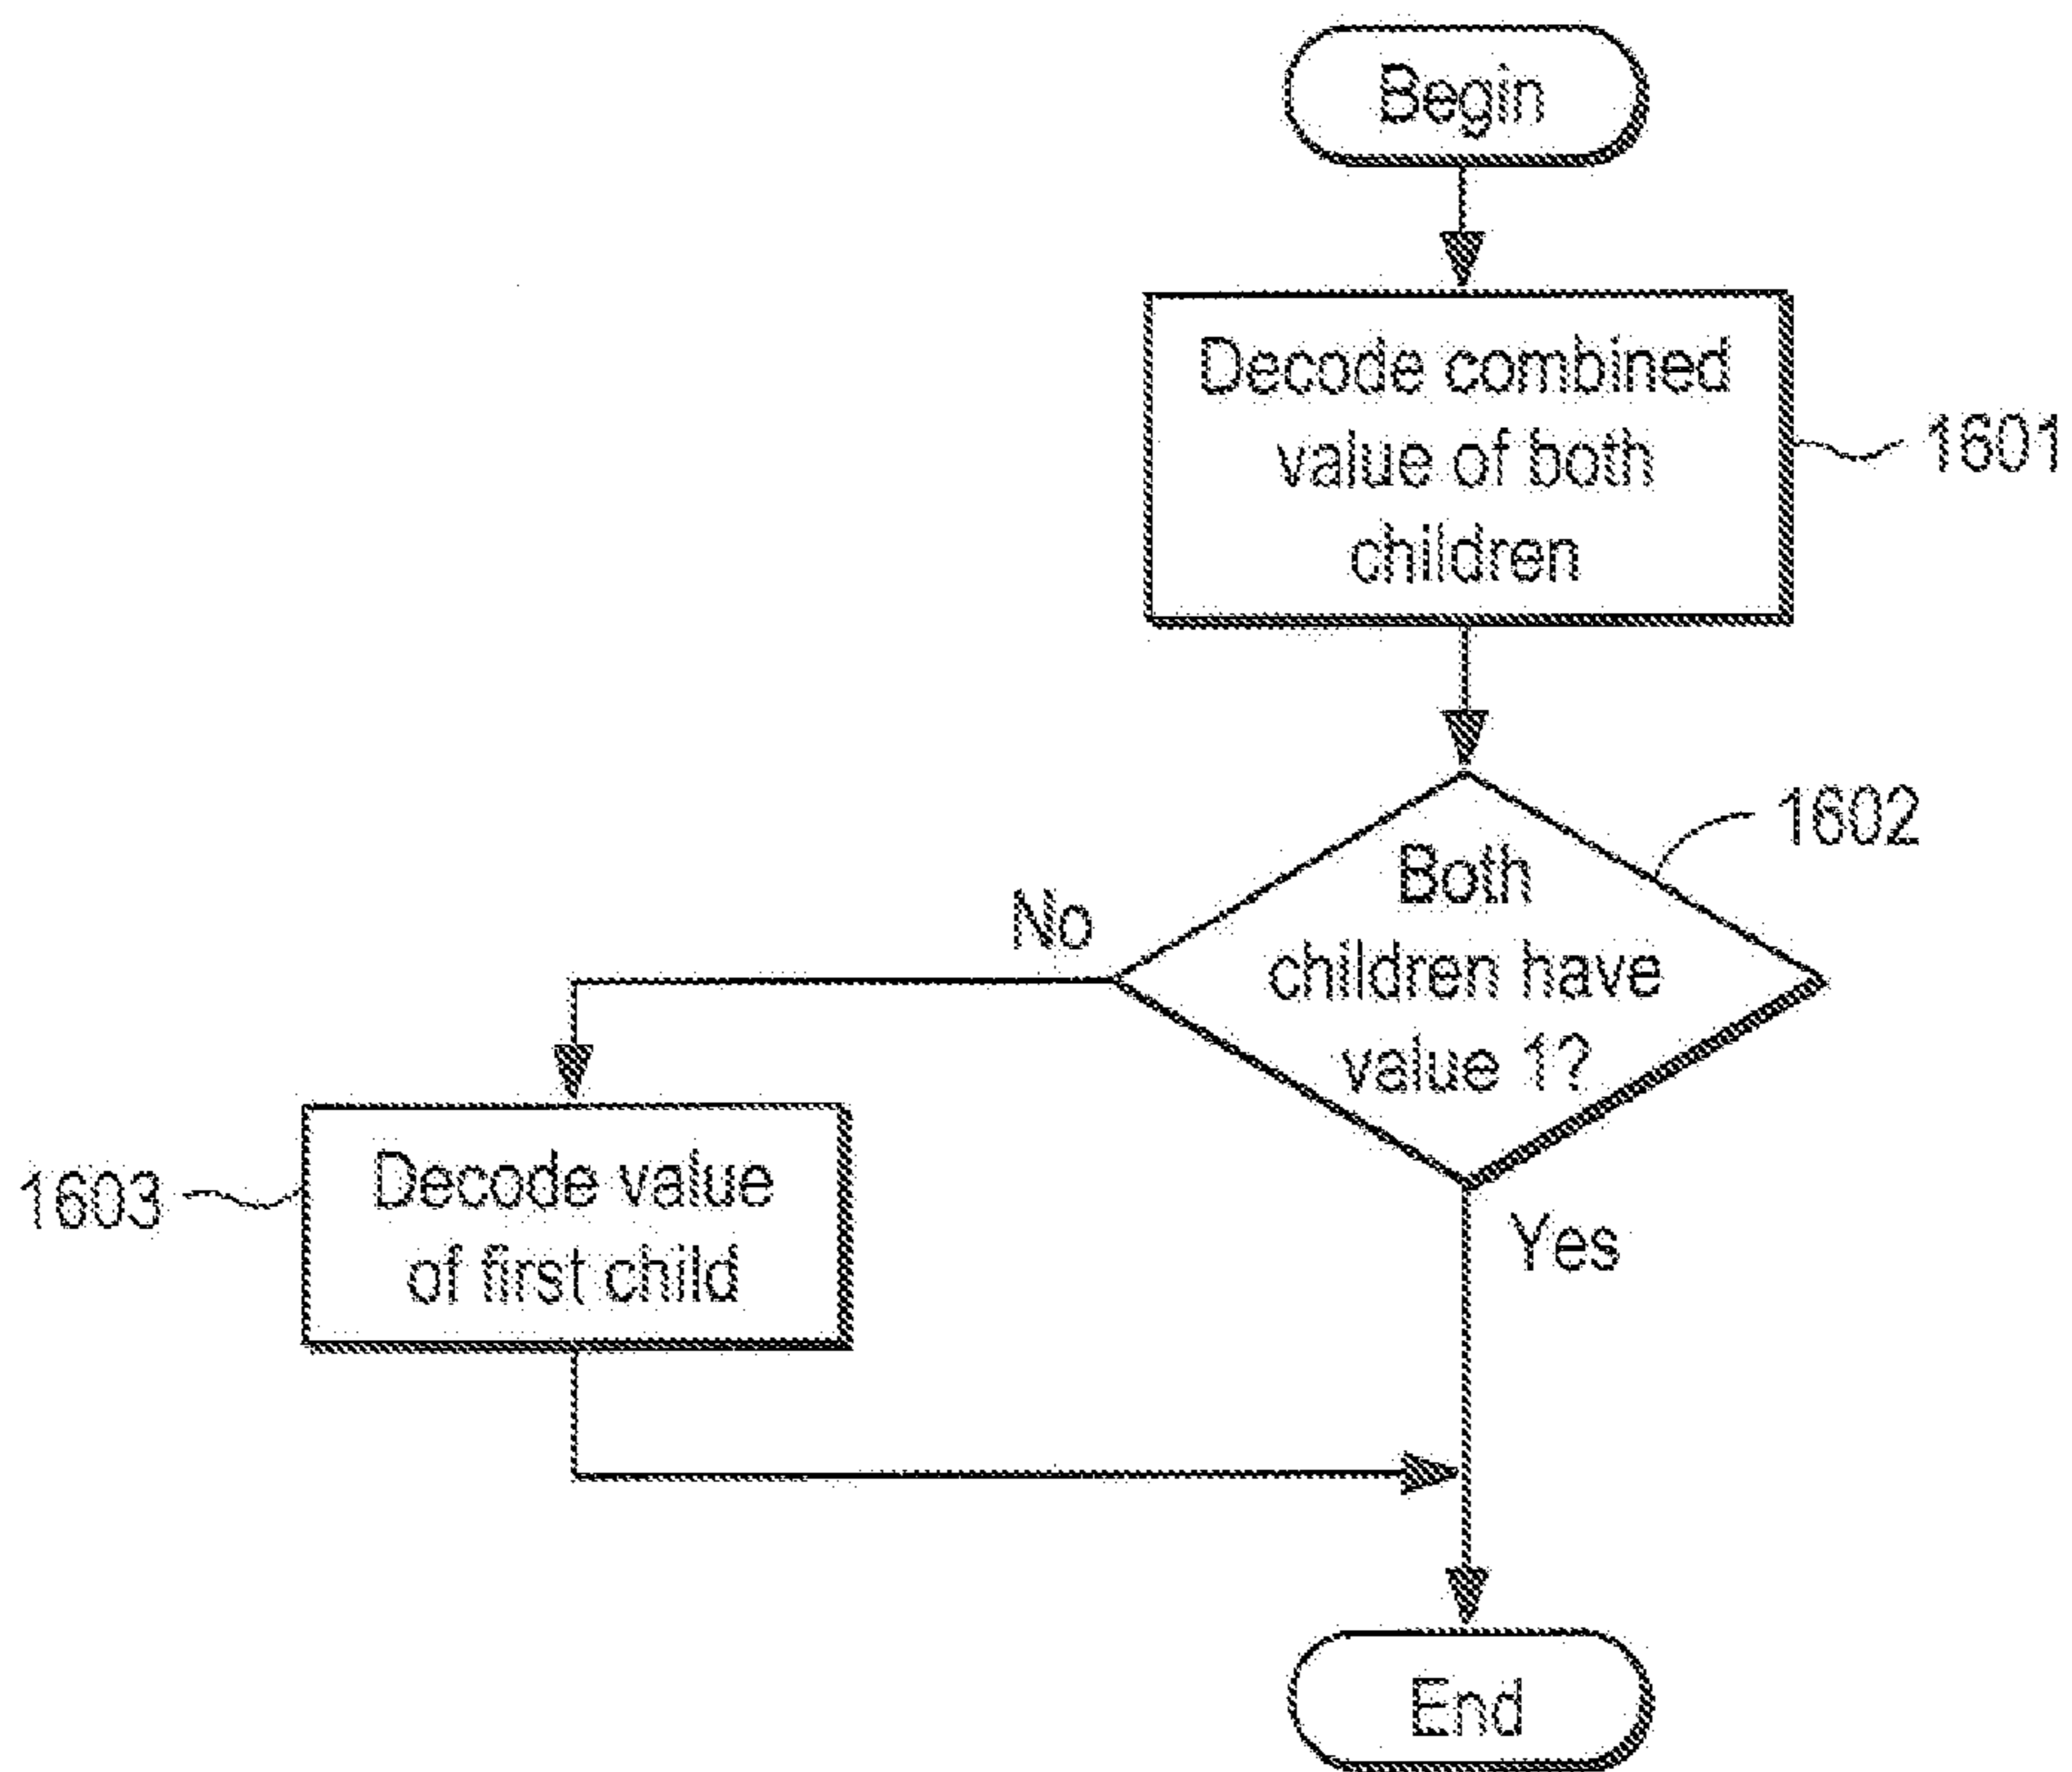 Begin
Decode combined
value of both
children
1601
1602
Both
children have
value 1?
No
Yes
1603
Decode value
of first child
End